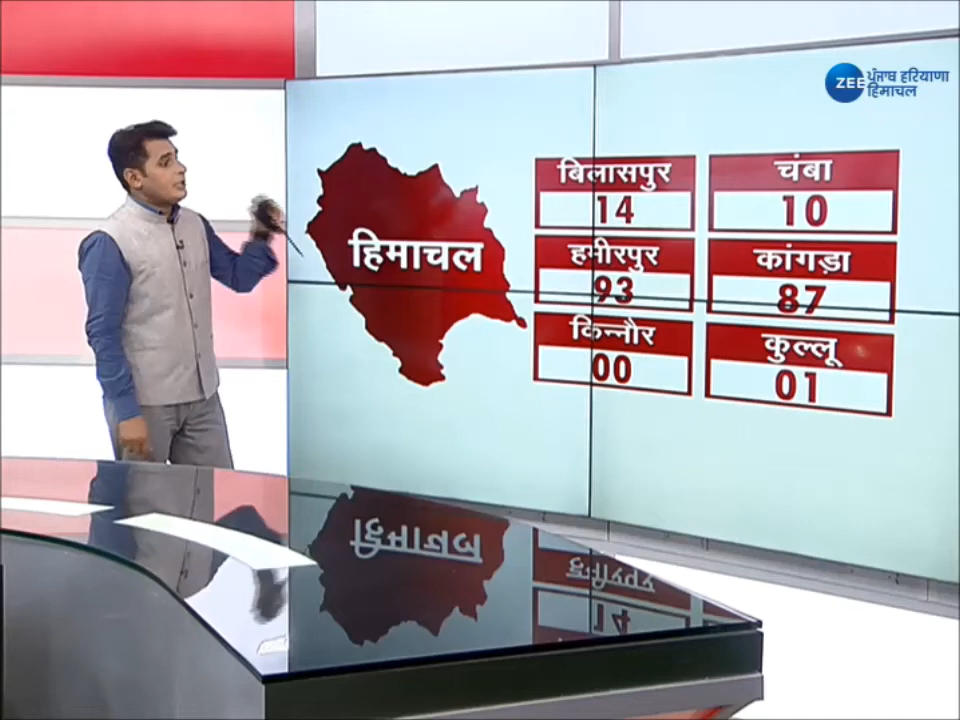 ZEE ਪੰਜਾਬ हरियाणा
हिमाचल
हिमाचल
बिलासपुर
14
चंबा
10
हमीरपुर
93
कांगड़ा
87
किन्नौर
00
कुल्लू
01